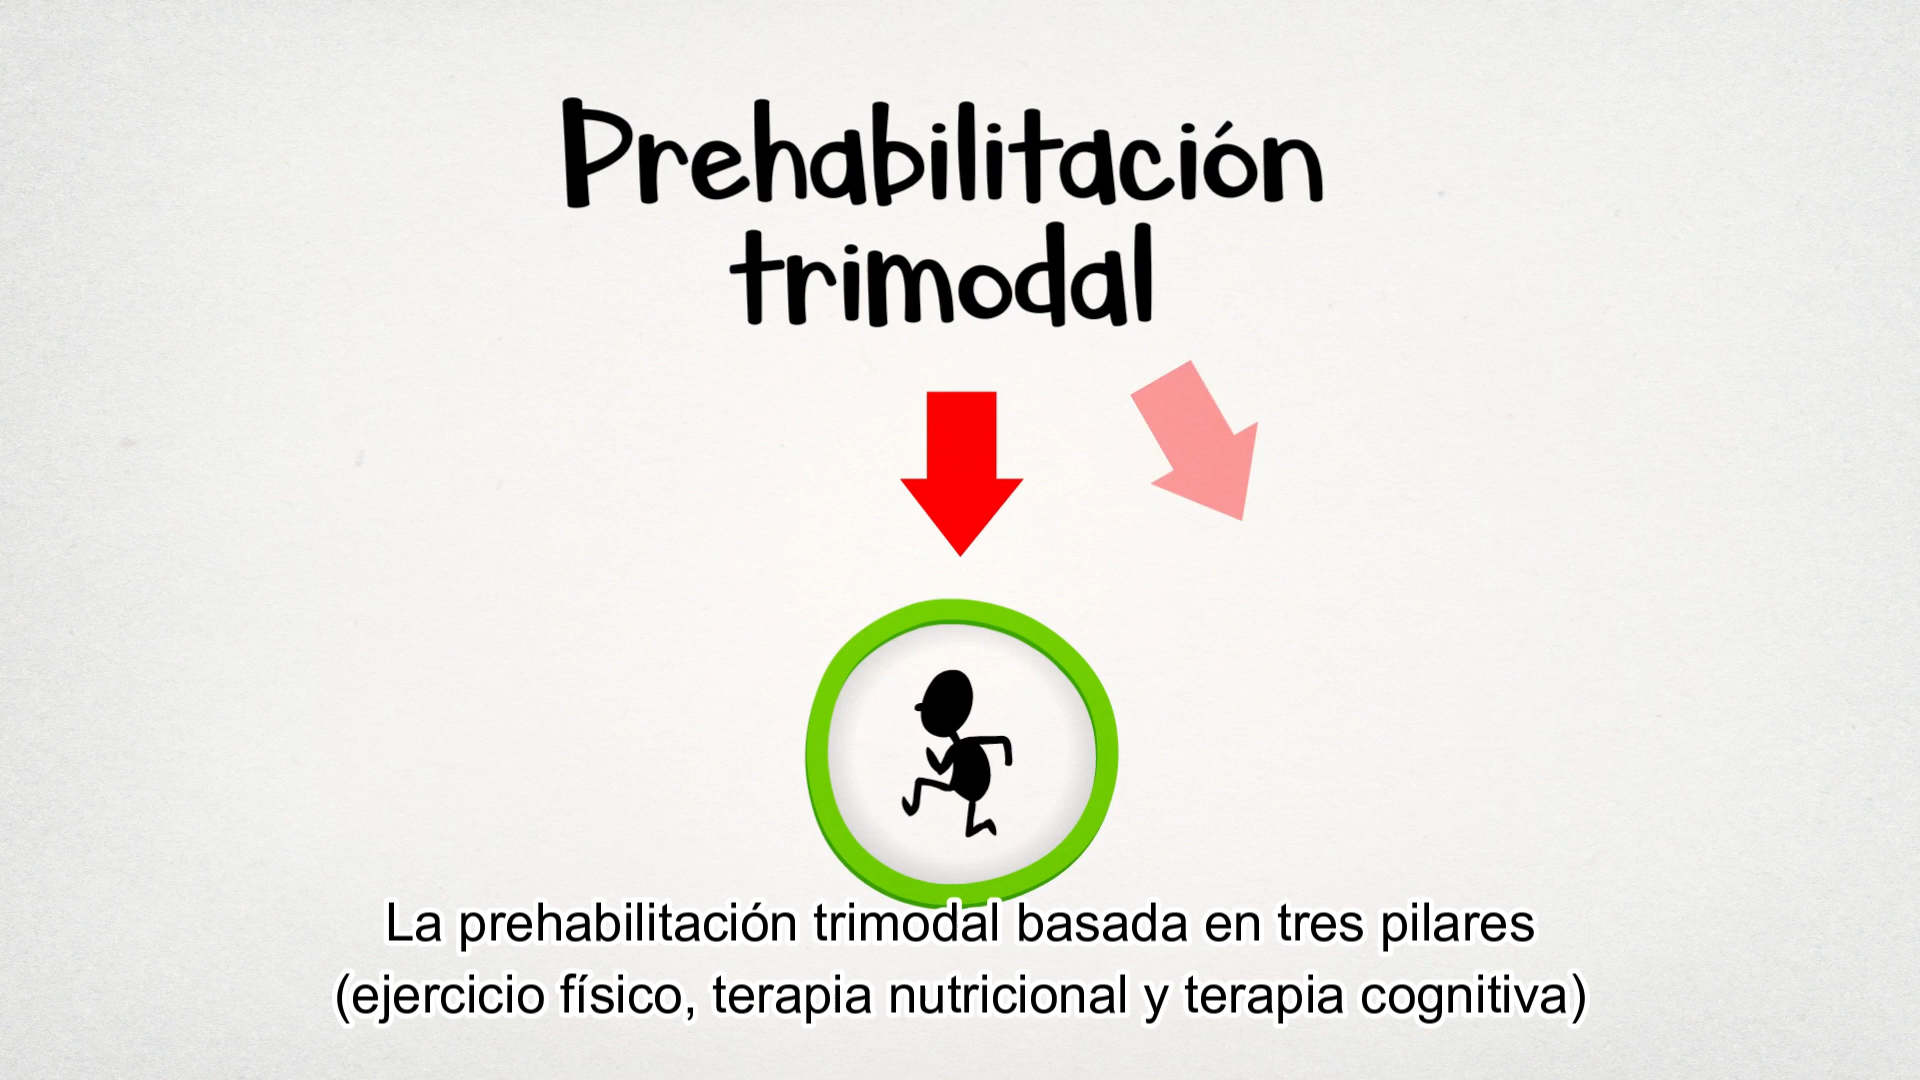 Prehabilitación
trimodal
La prehabilitación trimodal basada en tres pilares
(ejercicio físico, terapia nutricional y terapia cognitiva)